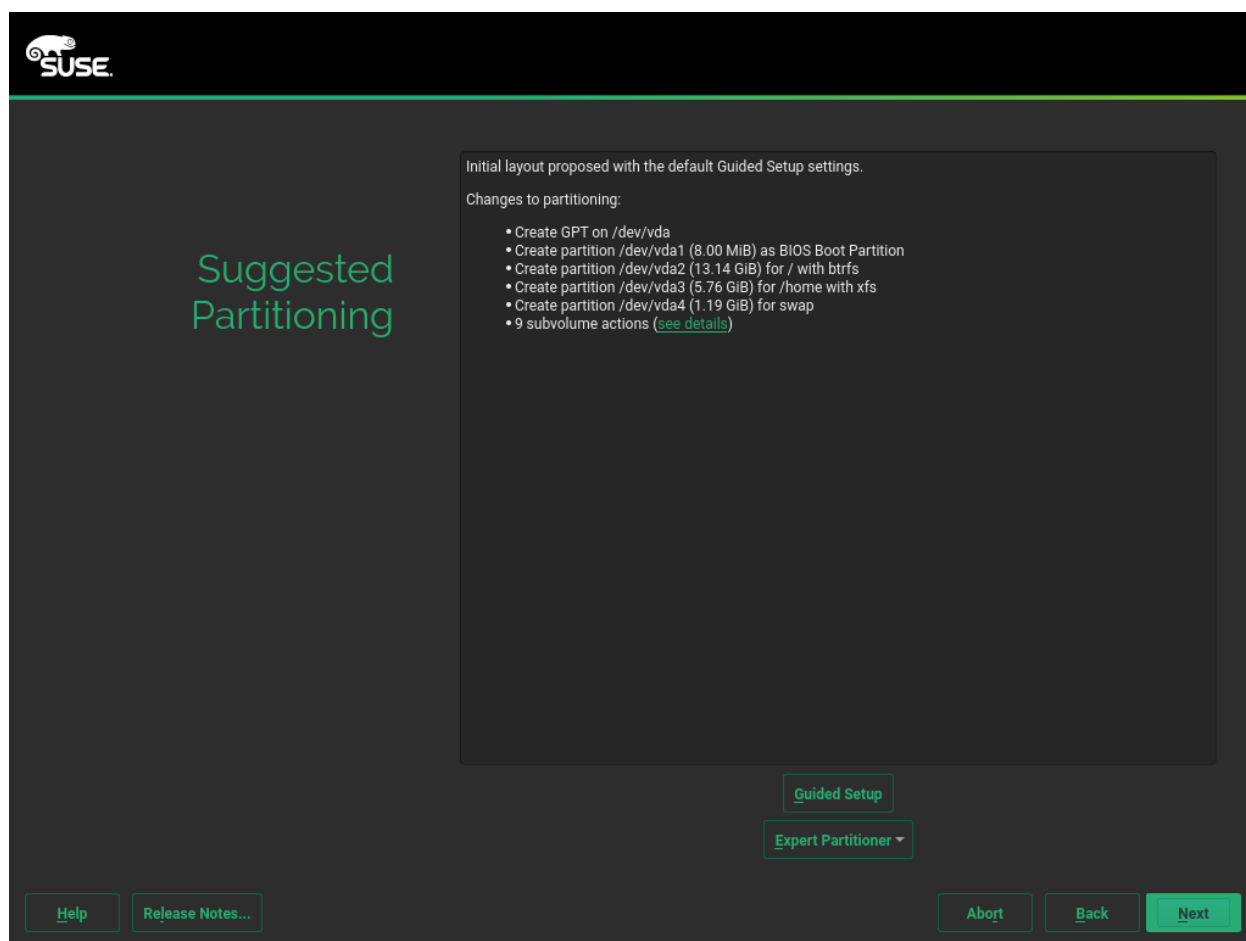 SUSE.
Suggested
Partitioning
Initial layout proposed with the default Guided Setup settings.
Changes to partitioning:
• Create GPT on /dev/vda
• Create partition /dev/vda1 (8.00 MiB) as BIOS Boot Partition
• Create partition /dev/vda2 (13.14 GiB) for / with btrfs
• Create partition /dev/vda3 (5.76 GiB) for /home with xfs
• Create partition /dev/vda4 (1.19 GiB) for swap
• 9 subvolume actions (see details)
Guided Setup
Expert Partitioner
Help Release Notes... Abort Back Next